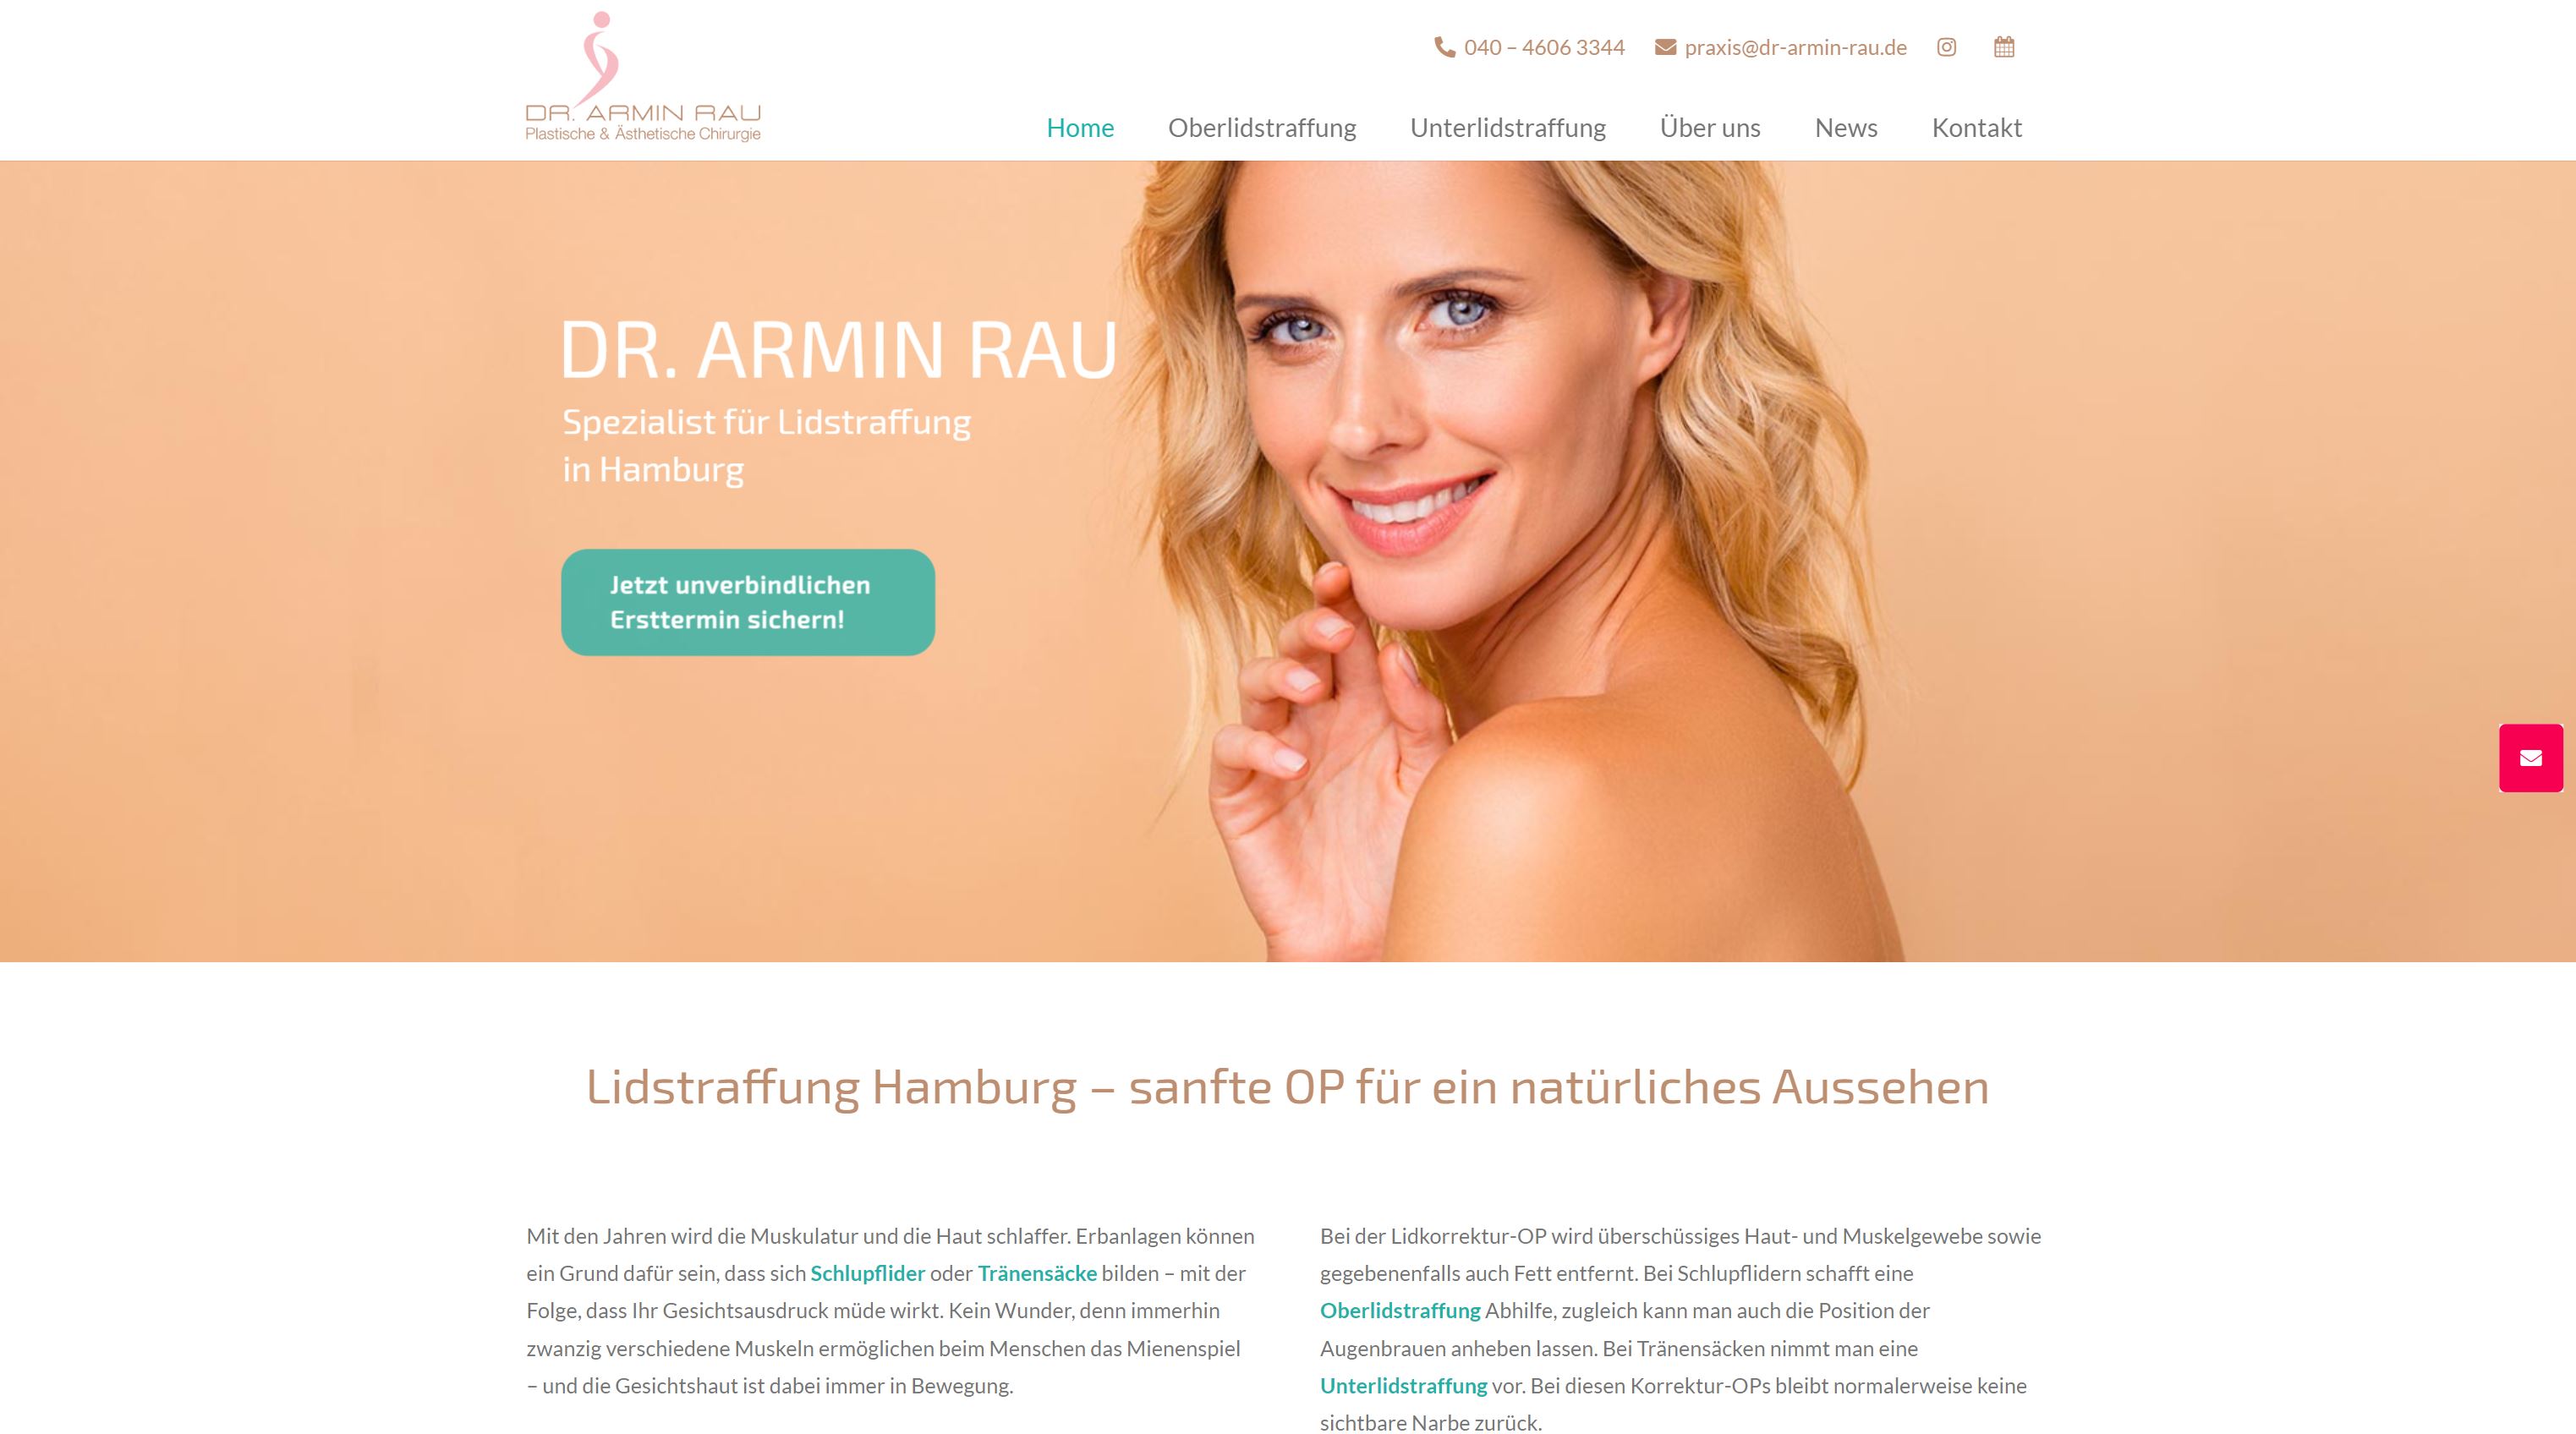 DR. ARMIN RAU
Plastische & Ästhetische Chirurgie
040 – 4606 3344
praxis@dr-armin-rau.de
Home
Oberlidstraffung
Unterlidstraffung
Über uns
News
Kontakt
DR. ARMIN RAU
Spezialist für Lidstraffung
in Hamburg
Jetzt unverbindlichen
Ersttermin sichern!
Lidstraffung Hamburg – sanfte OP für ein natürliches Aussehen
Mit den Jahren wird die Muskulatur und die Haut schlaffer. Erbanlagen können
ein Grund dafür sein, dass sich Schlupflider oder Tränensäcke bilden – mit der
Folge, dass Ihr Gesichtsausdruck müde wirkt. Kein Wunder, denn immerhin
zwanzig verschiedene Muskeln ermöglichen beim Menschen das Mienenspiel
– und die Gesichtshaut ist dabei immer in Bewegung.
Bei der Lidkorrektur-OP wird überschüssiges Haut- und Muskelgewebe sowie
gegebenenfalls auch Fett entfernt. Bei Schlupflidern schafft eine
Oberlidstraffung Abhilfe, zugleich kann man auch die Position der
Augenbrauen anheben lassen. Bei Tränensäcken nimmt man eine
Unterlidstraffung vor. Bei diesen Korrektur-OPs bleibt normalerweise keine
sichtbare Narbe zurück.